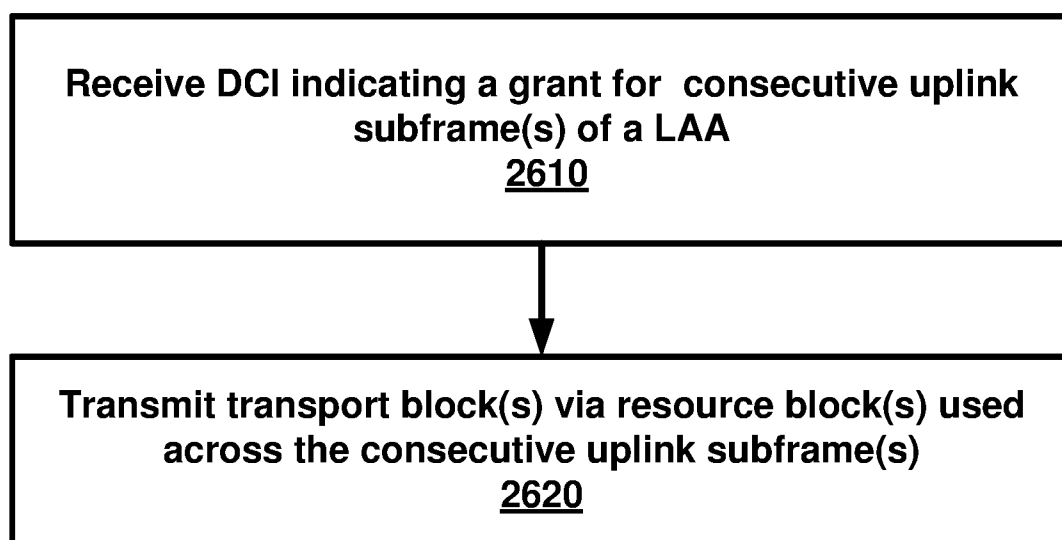 Receive DCI indicating a grant for consecutive uplink
subframe(s) of a LAA
2610
Transmit transport block(s) via resource block(s) used
across the consecutive uplink subframe(s)
2620